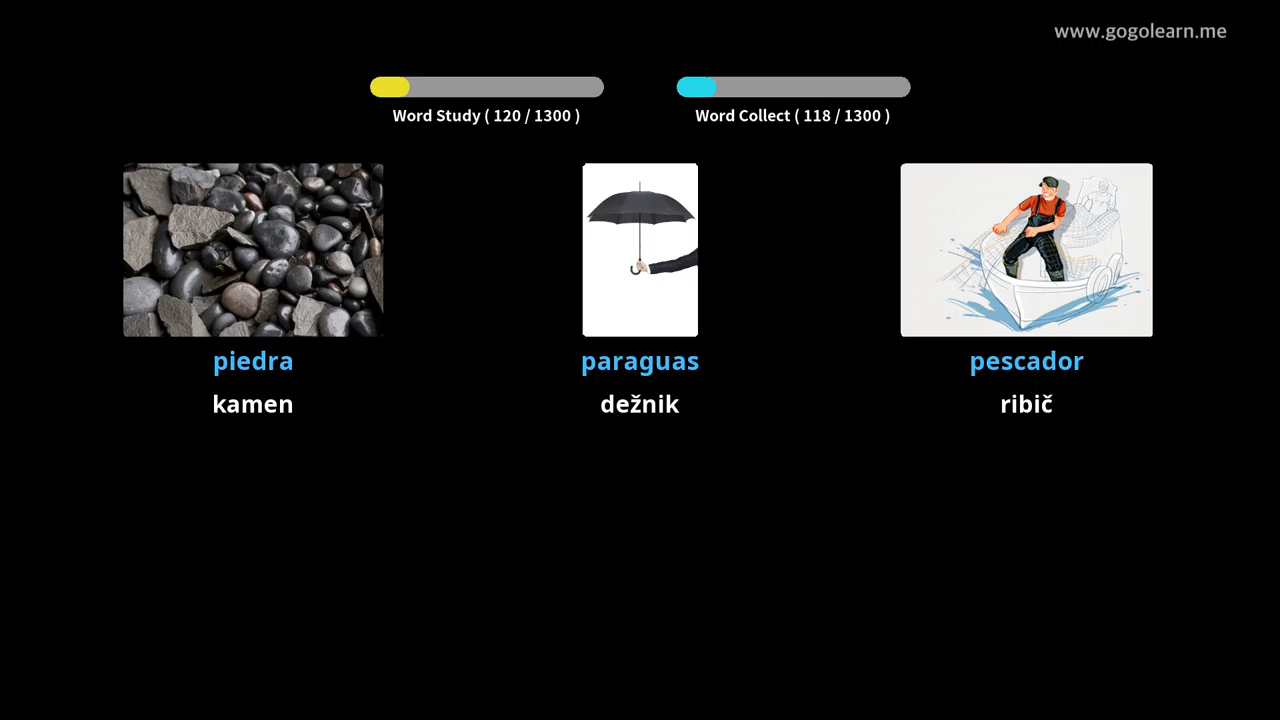 www.gogolearn.me
Word Study ( 120 / 1300 )
Word Collect ( 118 / 1300 )
piedra
kamen
paraguas
dežnik
pescador
ribič